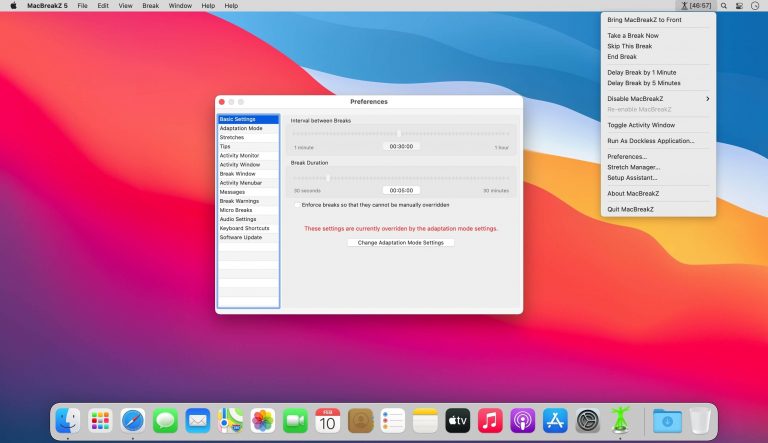 MacBreakZ 5 File Edit View Break Window Help Help [46:57]
Bring MacBreakZ to Front
Take a Break Now
Skip This Break
End Break
Delay Break by 1 Minute
Delay Break by 5 Minutes
Disable MacBreakZ
Re-enable MacBreakZ
Toggle Activity Window
Run As Dockless Application...
Preferences...
Stretch Manager...
Setup Assistant...
About MacBreakZ
Quit MacBreakZ
Preferences
Basic Settings
Adaptation Mode
Stretches
Tips
Activity Monitor
Activity Window
Break Window
Activity Menubar
Messages
Break Warnings
Micro Breaks
Audio Settings
Keyboard Shortcuts
Software Update
Interval between Breaks
1 minute 00:30:00 1 hour
Break Duration
30 seconds 00:05:00 30 minutes
Enforce breaks so that they cannot be manually overridden
These settings are currently overriden by the adaptation mode settings.
Change Adaptation Mode Settings
FEB
10
tv